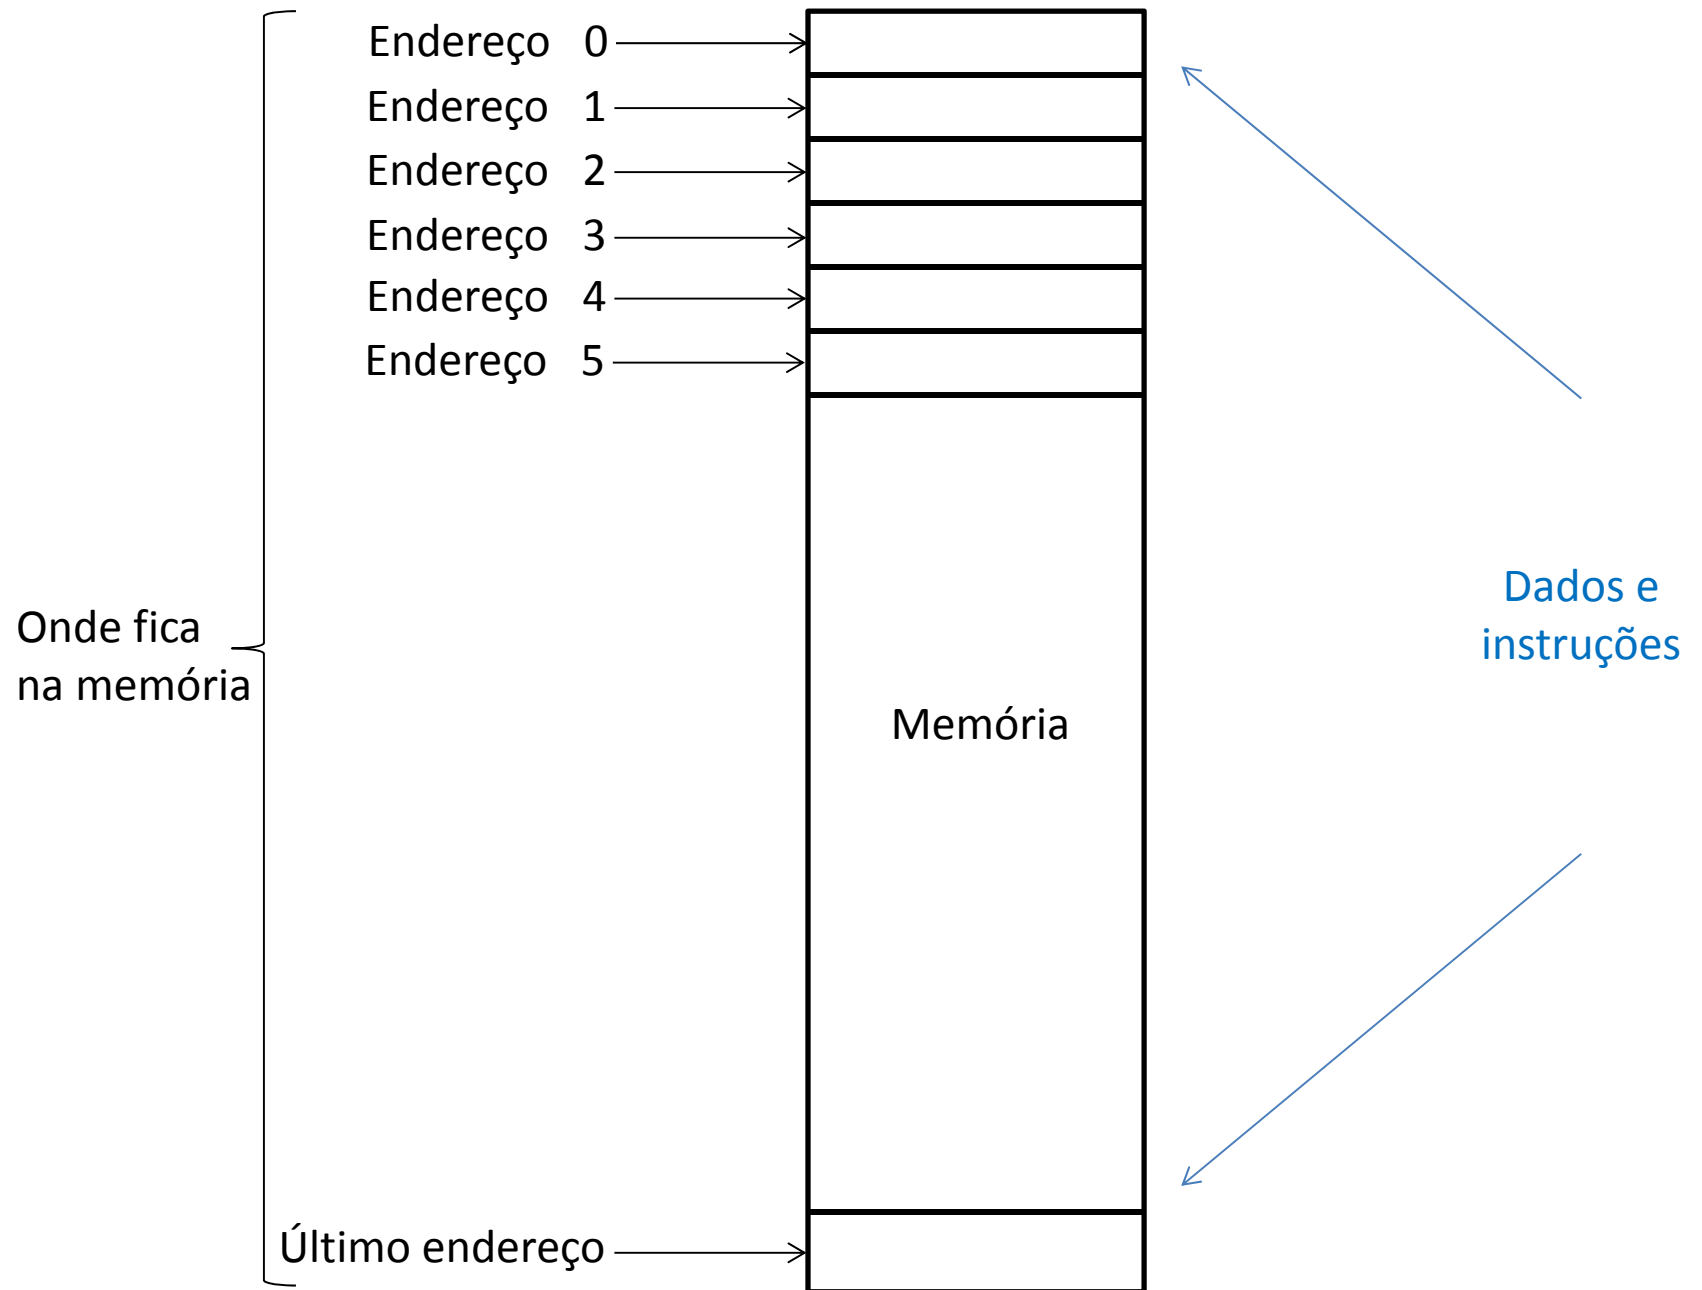 Endereço 0
Endereço 1
Endereço 2
Endereço 3
Endereço 4
Endereço 5
Onde fica
na memória
Memória
Dados e
instruções
Último endereço